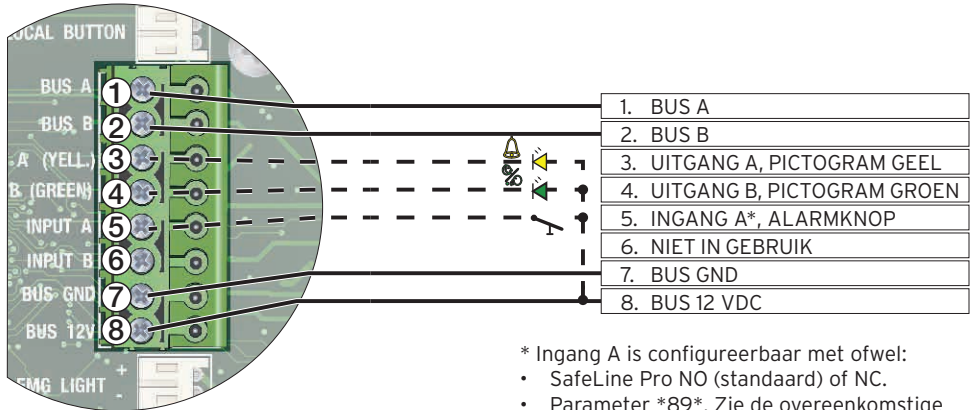 LOCAL BUTTON
BUS A
BUS B
A (YELL.)
B (GREEN)
INPUT A
INPUT B
BUS GND
BUS 12V
EMG LIGHT
+
-
1
2
3
4
5
6
7
8
1. BUS A
2. BUS B
3. UITGANG A, PICTOGRAM GEEL
4. UITGANG B, PICTOGRAM GROEN
5. INGANG A*, ALARMKNOP
6. NIET IN GEBRUIK
7. BUS GND
8. BUS 12 VDC
* Ingang A is configureerbaar met ofwel:
• SafeLine Pro NO (standaard) of NC.
• Parameter *89*. Zie de overeenkomstige